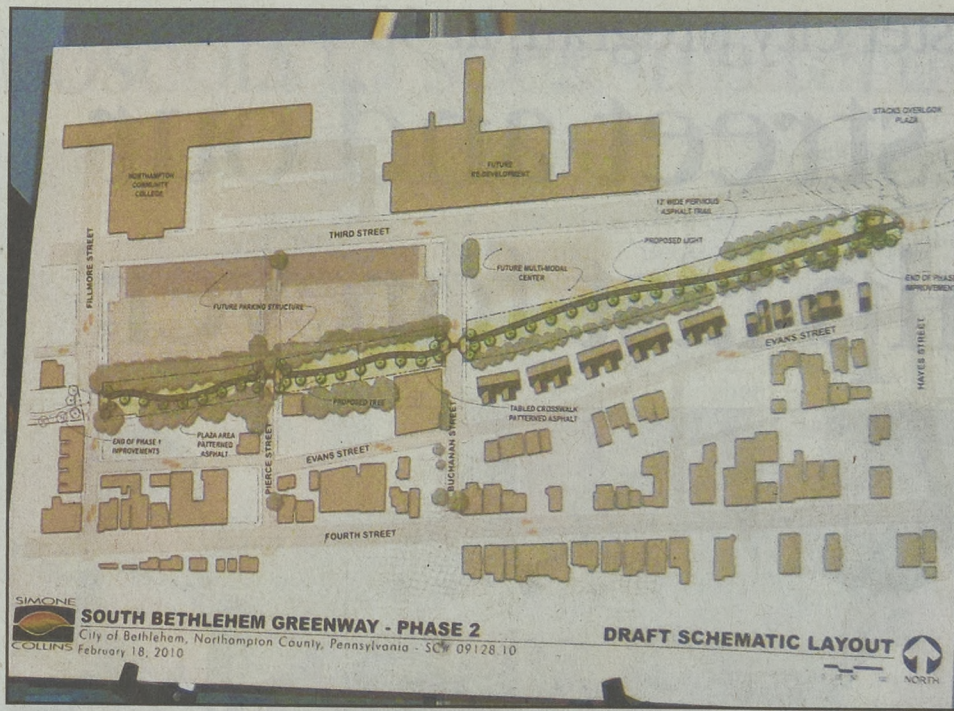 STACKS OVERLOOK
PLAZA
NORTHAMPTON
COMMUNITY
COLLEGE
FUTURE
RE-DEVELOPMENT
12' WIDE PERVIOUS
ASPHALT TRAIL
THIRD STREET
PROPOSED LIGHT
FILLMORE STREET
FUTURE MULTI-MODAL
CENTER
END OF PHASE
IMPROVEMENT
FUTURE PARKING STRUCTURE
EVANS STREET
HAYES STREET
PROPOSED TREE
TABLED CROSSWALK
PATTERNED ASPHALT
END OF PHASE 1
IMPROVEMENTS
PLAZA AREA
PATTERNED
ASPHALT
PIERCE STREET
EVANS STREET
BUCHANAN STREET
FOURTH STREET
SIMONE
COLLINS
SOUTH BETHLEHEM GREENWAY - PHASE 2
City of Bethlehem, Northampton County, Pennsylvania - SC# 09128.10
February 18, 2010
DRAFT SCHEMATIC LAYOUT
NORTH